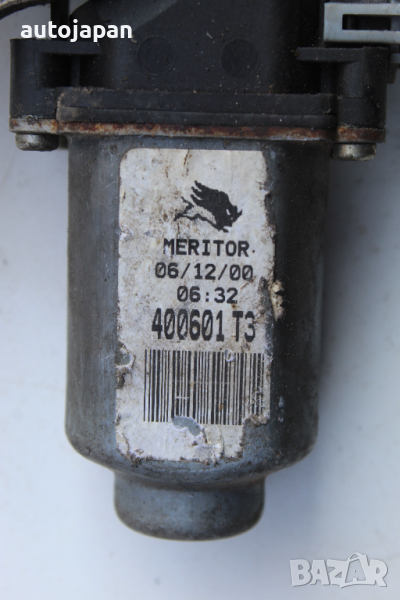 autojapan
MERITOR
06/12/00
06:32
400601 T3
BAZAR